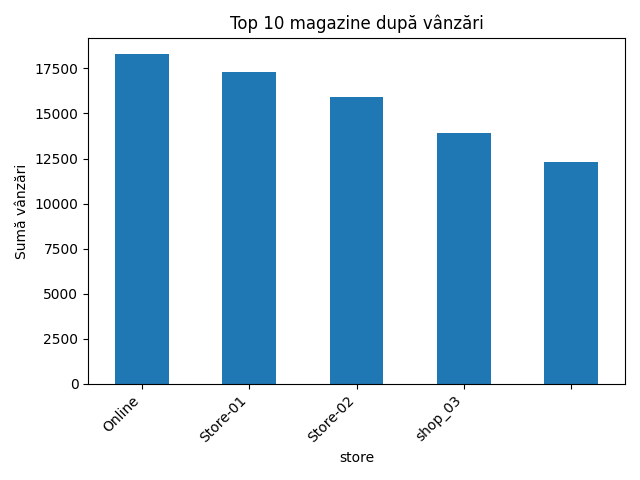 Top 10 magazine după vânzări
Sumă vânzări
17500
15000
12500
10000
7500
5000
2500
0
Online
Store-01
Store-02
shop_03
store